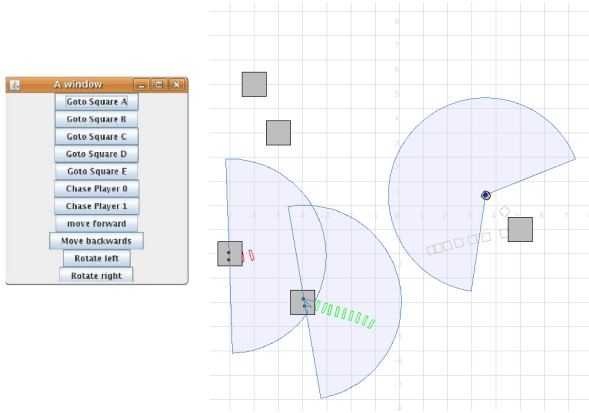 A window
Goto Square A
Goto Square B
Goto Square C
Goto Square D
Goto Square E
Chase Player 0
Chase Player 1
move forward
Move backwards
Rotate left
Rotate right